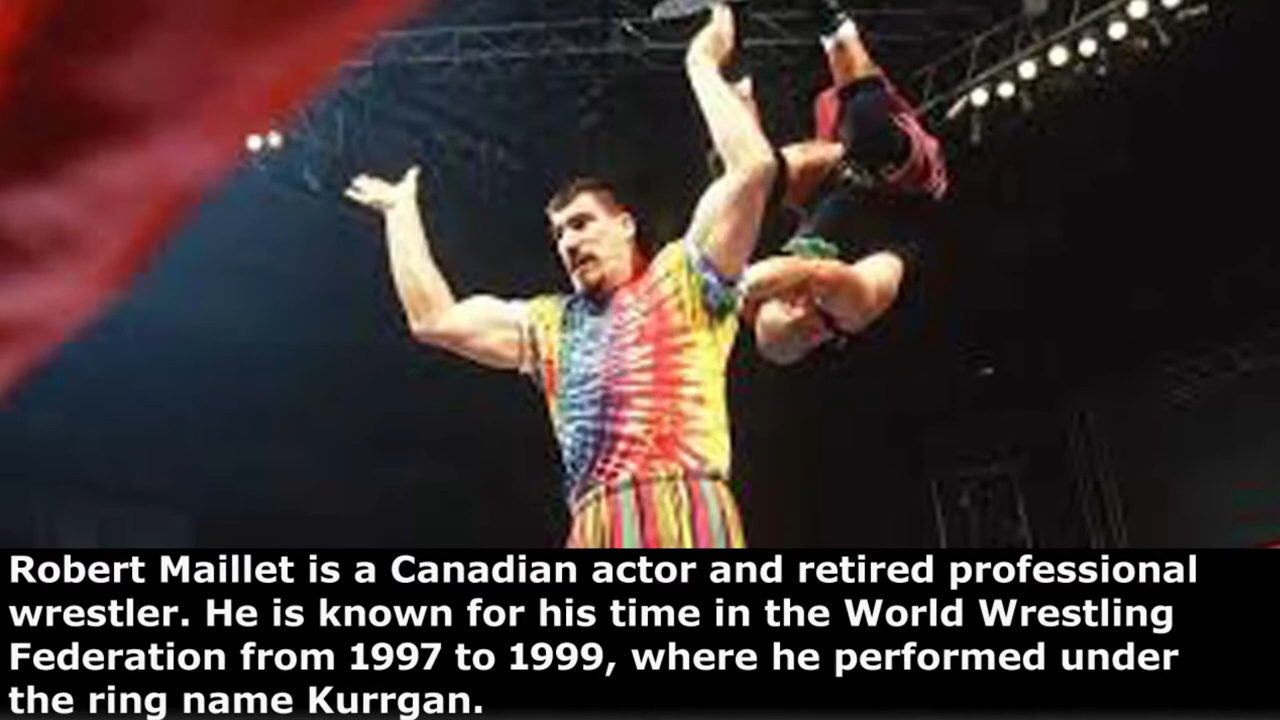 Robert Maillet is a Canadian actor and retired professional
wrestler. He is known for his time in the World Wrestling
Federation from 1997 to 1999, where he performed under
the ring name Kurrgan.